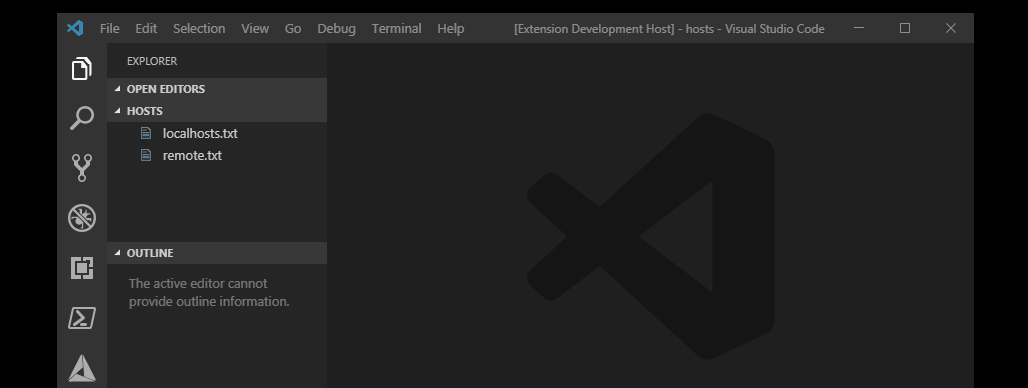 File Edit Selection View Go Debug Terminal Help [Extension Development Host] - hosts - Visual Studio Code
EXPLORER
OPEN EDITORS
HOSTS
localhosts.txt
remote.txt
OUTLINE
The active editor cannot
provide outline information.